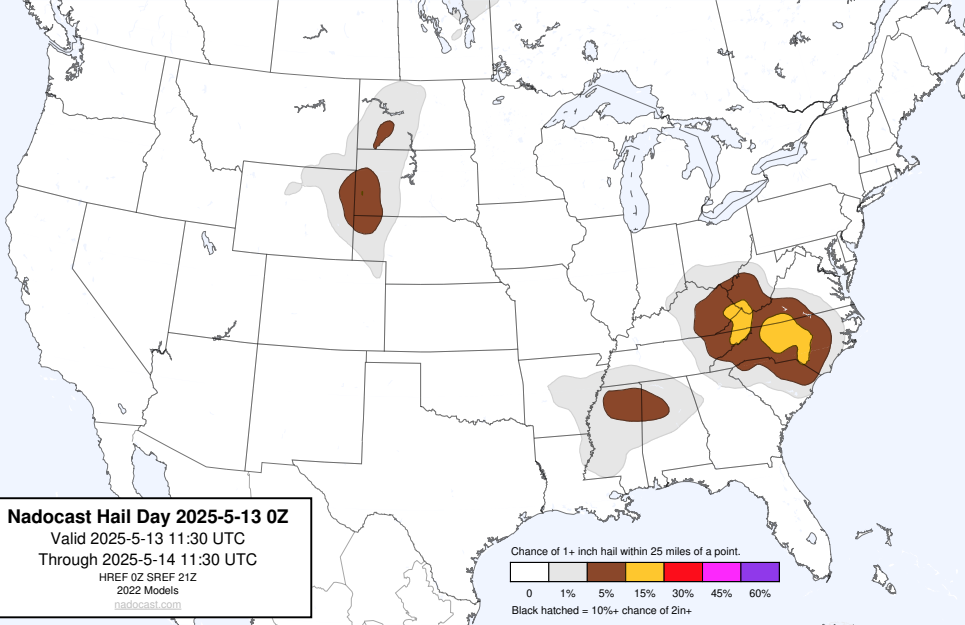 Nadocast Hail Day 2025-5-13 0Z
Valid 2025-5-13 11:30 UTC
Through 2025-5-14 11:30 UTC
HREF 0Z SREF 21Z
2022 Models
nadocast.com
Chance of 1+ inch hail within 25 miles of a point.
0 1% 5% 15% 30% 45% 60%
Black hatched = 10%+ chance of 2in+